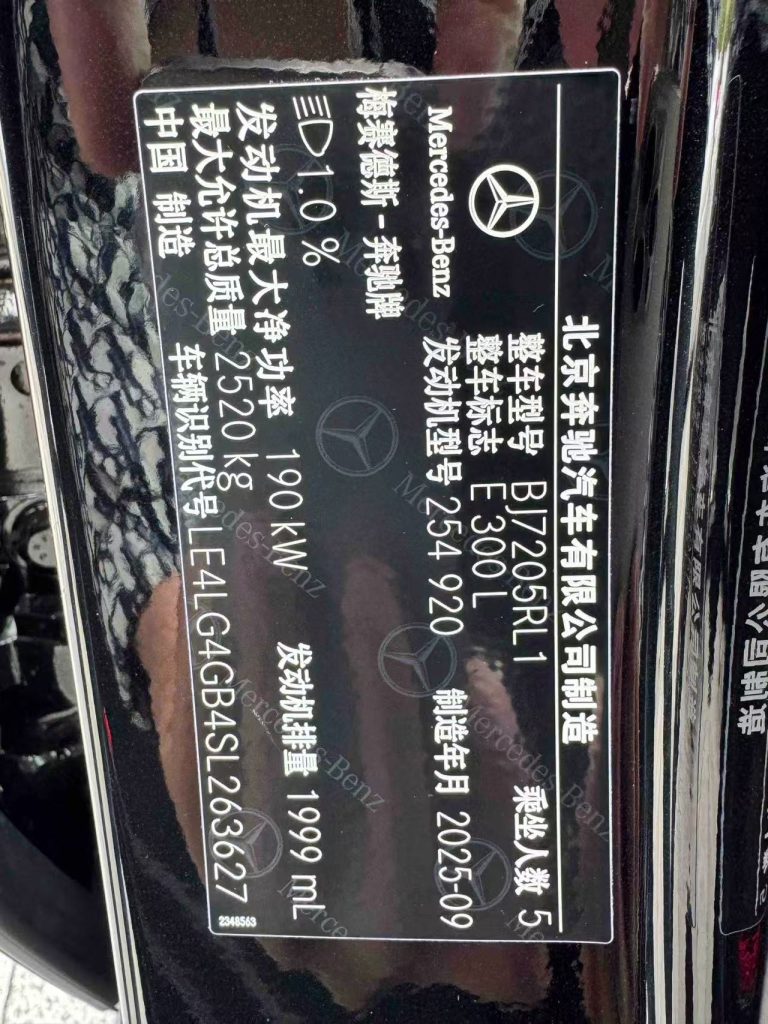 北京奔驰汽车有限公司制造
整车型号 BJ7205RL1 乘坐人数 5
整车标志 E 300 L
Mercedes-Benz 发动机型号 254 920 制造年月 2025-09
梅赛德斯-奔驰牌
1.0 %
发动机最大净功率 190 kW 发动机排量 1999 mL
最大允许总质量 2520 kg
中国 制造 车辆识别代号 LE4LG4GB4SL263627
2348563